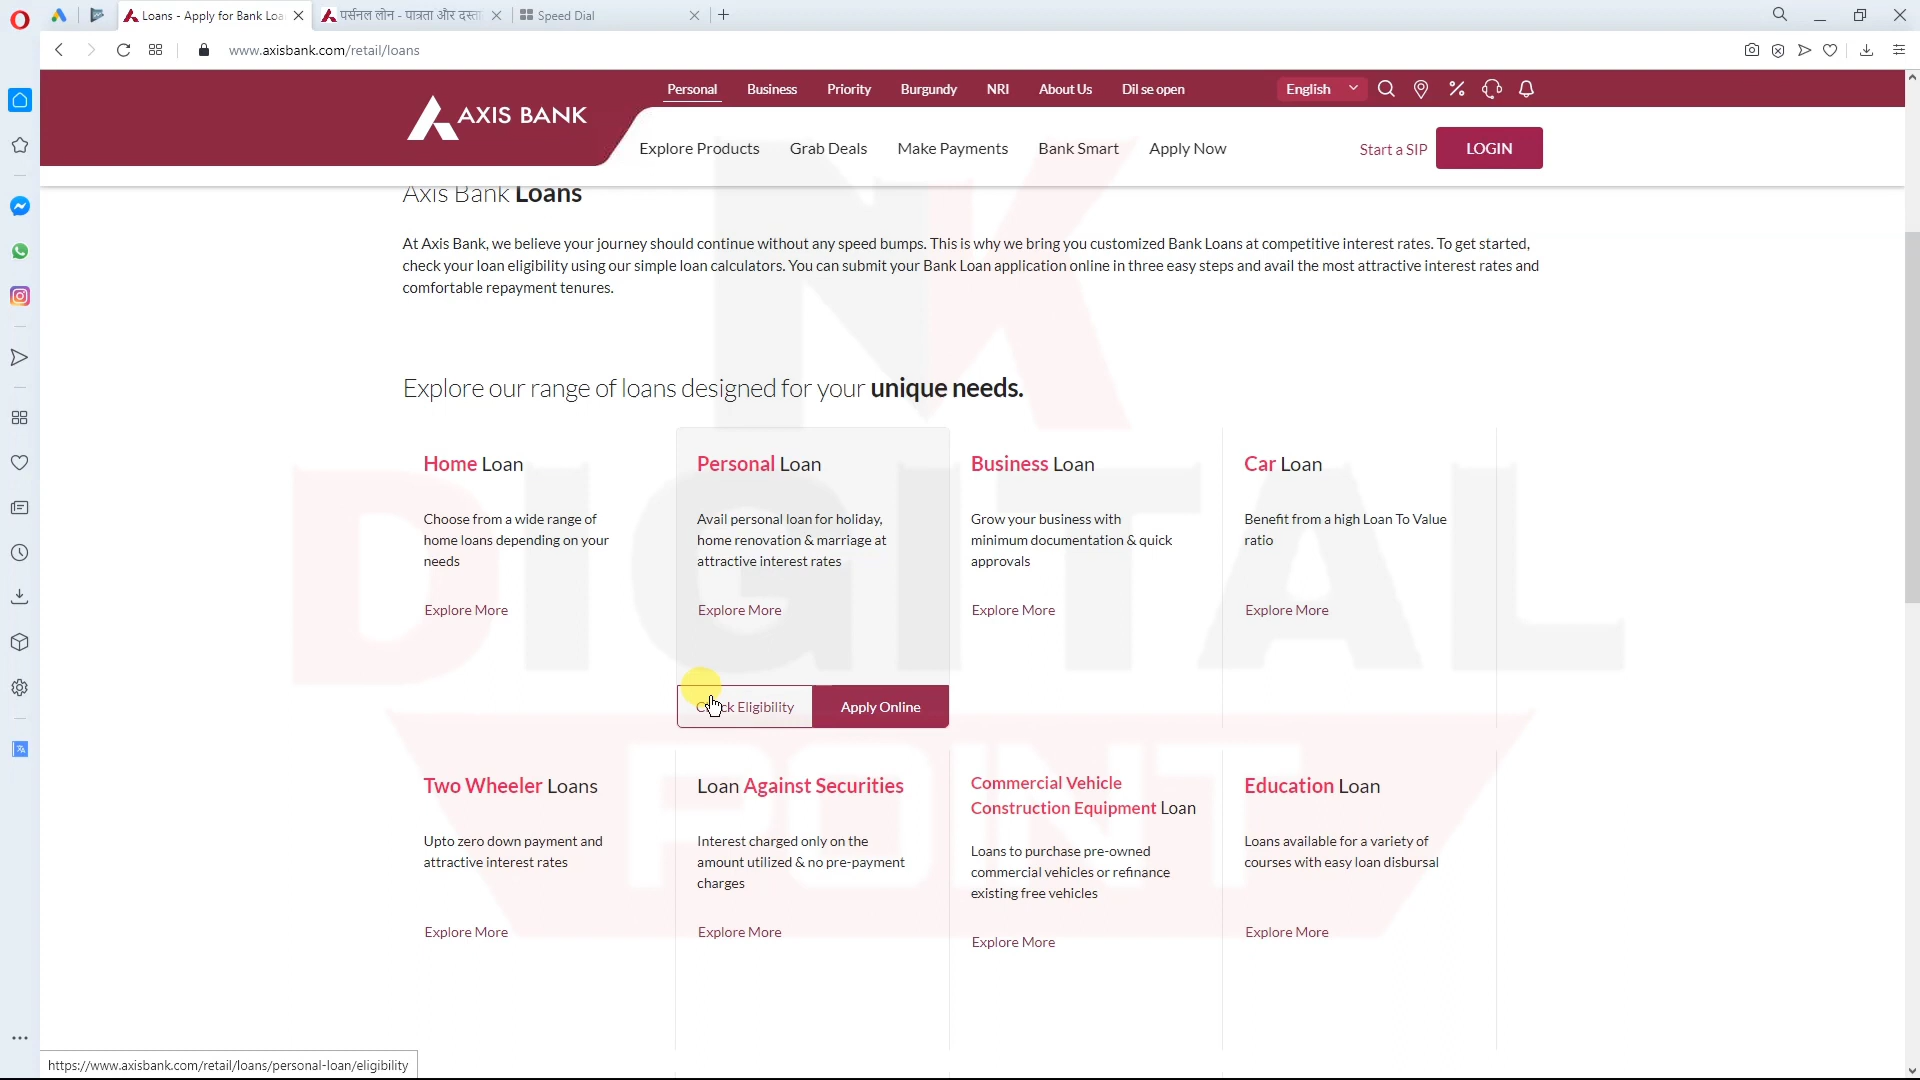 Loans - Apply for Bank Loa
पर्सनल लोन - पात्रता और दस्ता
Speed Dial
www.axisbank.com/retail/loans
Personal
Business
Priority
Burgundy
NRI
About Us
Dil se open
English
AXIS BANK
Explore Products
Grab Deals
Make Payments
Bank Smart
Apply Now
Start a SIP
LOGIN
Axis Bank Loans
At Axis Bank, we believe your journey should continue without any speed bumps. This is why we bring you customized Bank Loans at competitive interest rates. To get started,
check your loan eligibility using our simple loan calculators. You can submit your Bank Loan application online in three easy steps and avail the most attractive interest rates and
comfortable repayment tenures.
Explore our range of loans designed for your unique needs.
Home Loan
Choose from a wide range of
home loans depending on your
needs
Explore More
Personal Loan
Avail personal loan for holiday,
home renovation & marriage at
attractive interest rates
Explore More
Check Eligibility
Apply Online
Business Loan
Grow your business with
minimum documentation & quick
approvals
Explore More
Car Loan
Benefit from a high Loan To Value
ratio
Explore More
Two Wheeler Loans
Upto zero down payment and
attractive interest rates
Explore More
Loan Against Securities
Interest charged only on the
amount utilized & no pre-payment
charges
Explore More
Commercial Vehicle
Construction Equipment Loan
Loans to purchase pre-owned
commercial vehicles or refinance
existing free vehicles
Explore More
Education Loan
Loans available for a variety of
courses with easy loan disbursal
Explore More
NK
DIGITAL
POINT
https://www.axisbank.com/retail/loans/personal-loan/eligibility